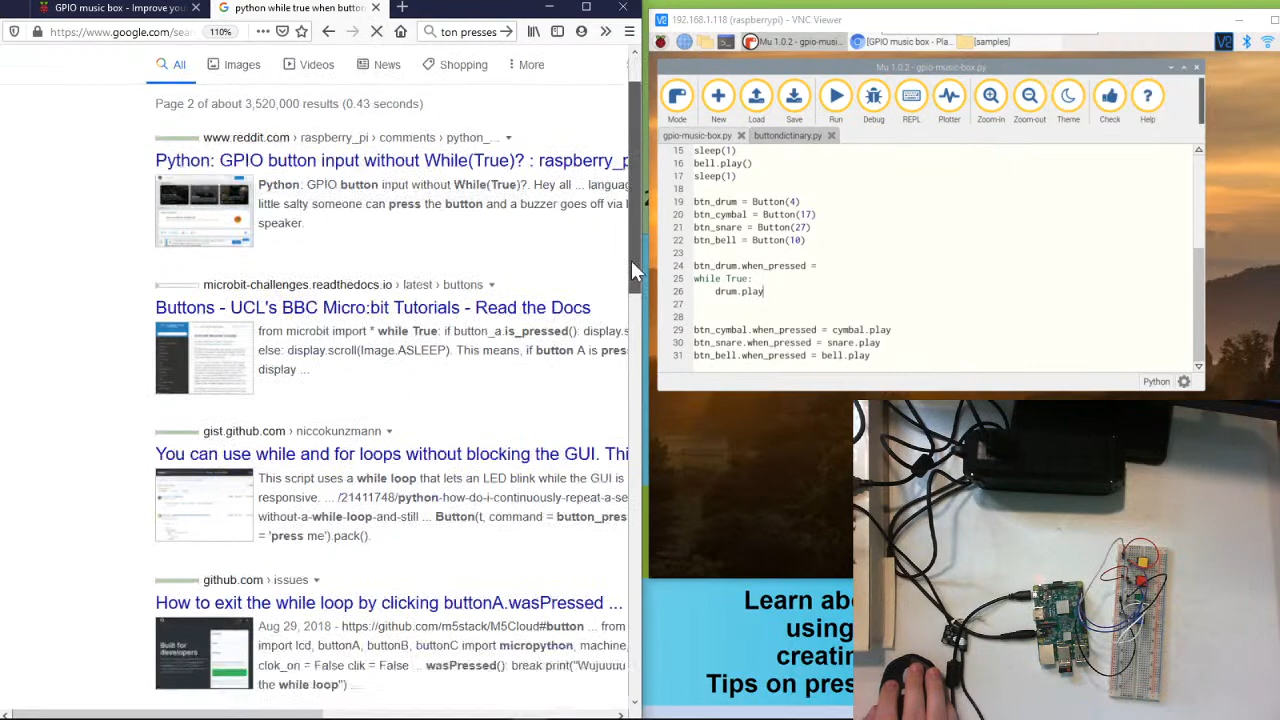 GPIO music box - Improve you
python while true when button
https://www.google.com/sea
110%
ton presses
All
Images
Videos
News
Shopping
More
Page 2 of about 3,520,000 results (0.43 seconds)
www.reddit.com › raspberry_pi › comments › python_...
Python: GPIO button input without While(True)? : raspberry_p
Python: GPIO button input without While(True)?. Hey all ... languag
little salty someone can press the button and a buzzer goes off via
speaker.
microbit-challenges.readthedocs.io › latest › buttons
Buttons - UCL's BBC Micro:bit Tutorials - Read the Docs
from microbit import * while True: if button_a.is_pressed(): display.s
else: display.scroll(Image.ASLEEP). This means, if button A is pres
display ...
gist.github.com › niccokunzmann
You can use while and for loops without blocking the GUI. Thi
This script uses a while loop that lets an LED blink while the GUI is
responsive. ... /21411748/python-how-do-i-continuously-repeat-a-se
without-a-while-loop-and-still ... Button(t, command = button_pres
= 'press me').pack().
github.com › issues
How to exit the while loop by clicking buttonA.wasPressed ...
Aug 29, 2018 - https://github.com/m5stack/M5Cloud#button ... from
import lcd, buttonA, buttonB, buttonC import micropython, machine,
button = False
False ... wasPressed(): break print("Wuj
the while loop")
Built for
developers
192.168.1.118 (raspberrypi) - VNC Viewer
Mu 1.0.2 - gpio-musi...
[GPIO music box - Pla...
[samples]
Mu 1.0.2 - gpio-music-box.py
Mode
New
Load
Save
Run
Debug
REPL
Plotter
Zoom-in
Zoom-out
Theme
Check
Help
gpio-music-box.py
buttondictinary.py
15 sleep(1)
16 bell.play()
17 sleep(1)
18
19 btn_drum = Button(4)
20 btn_cymbal = Button(17)
21 btn_snare = Button(27)
22 btn_bell = Button(10)
23
24 btn_drum.when_pressed =
25 while True:
26 drum.play
27
28
29 btn_cymbal.when_pressed = cymbal.play
30 btn_snare.when_pressed = snare.play
31 btn_bell.when_pressed = bell.play
Python
Learn abo
using
creatin
Tips on pres